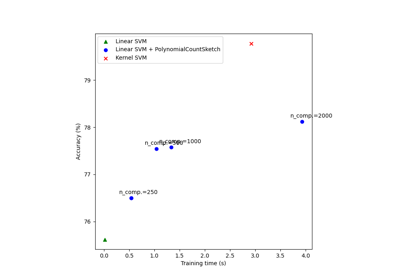 Linear SVM
Linear SVM + PolynomialCountSketch
Kernel SVM
79
78
77
76
n_comp.=2000
n_comp.=1000
n_comp.=250
0.0 0.5 1.0 1.5 2.0 2.5 3.0 3.5 4.0
Training time (s)
Accuracy (%)